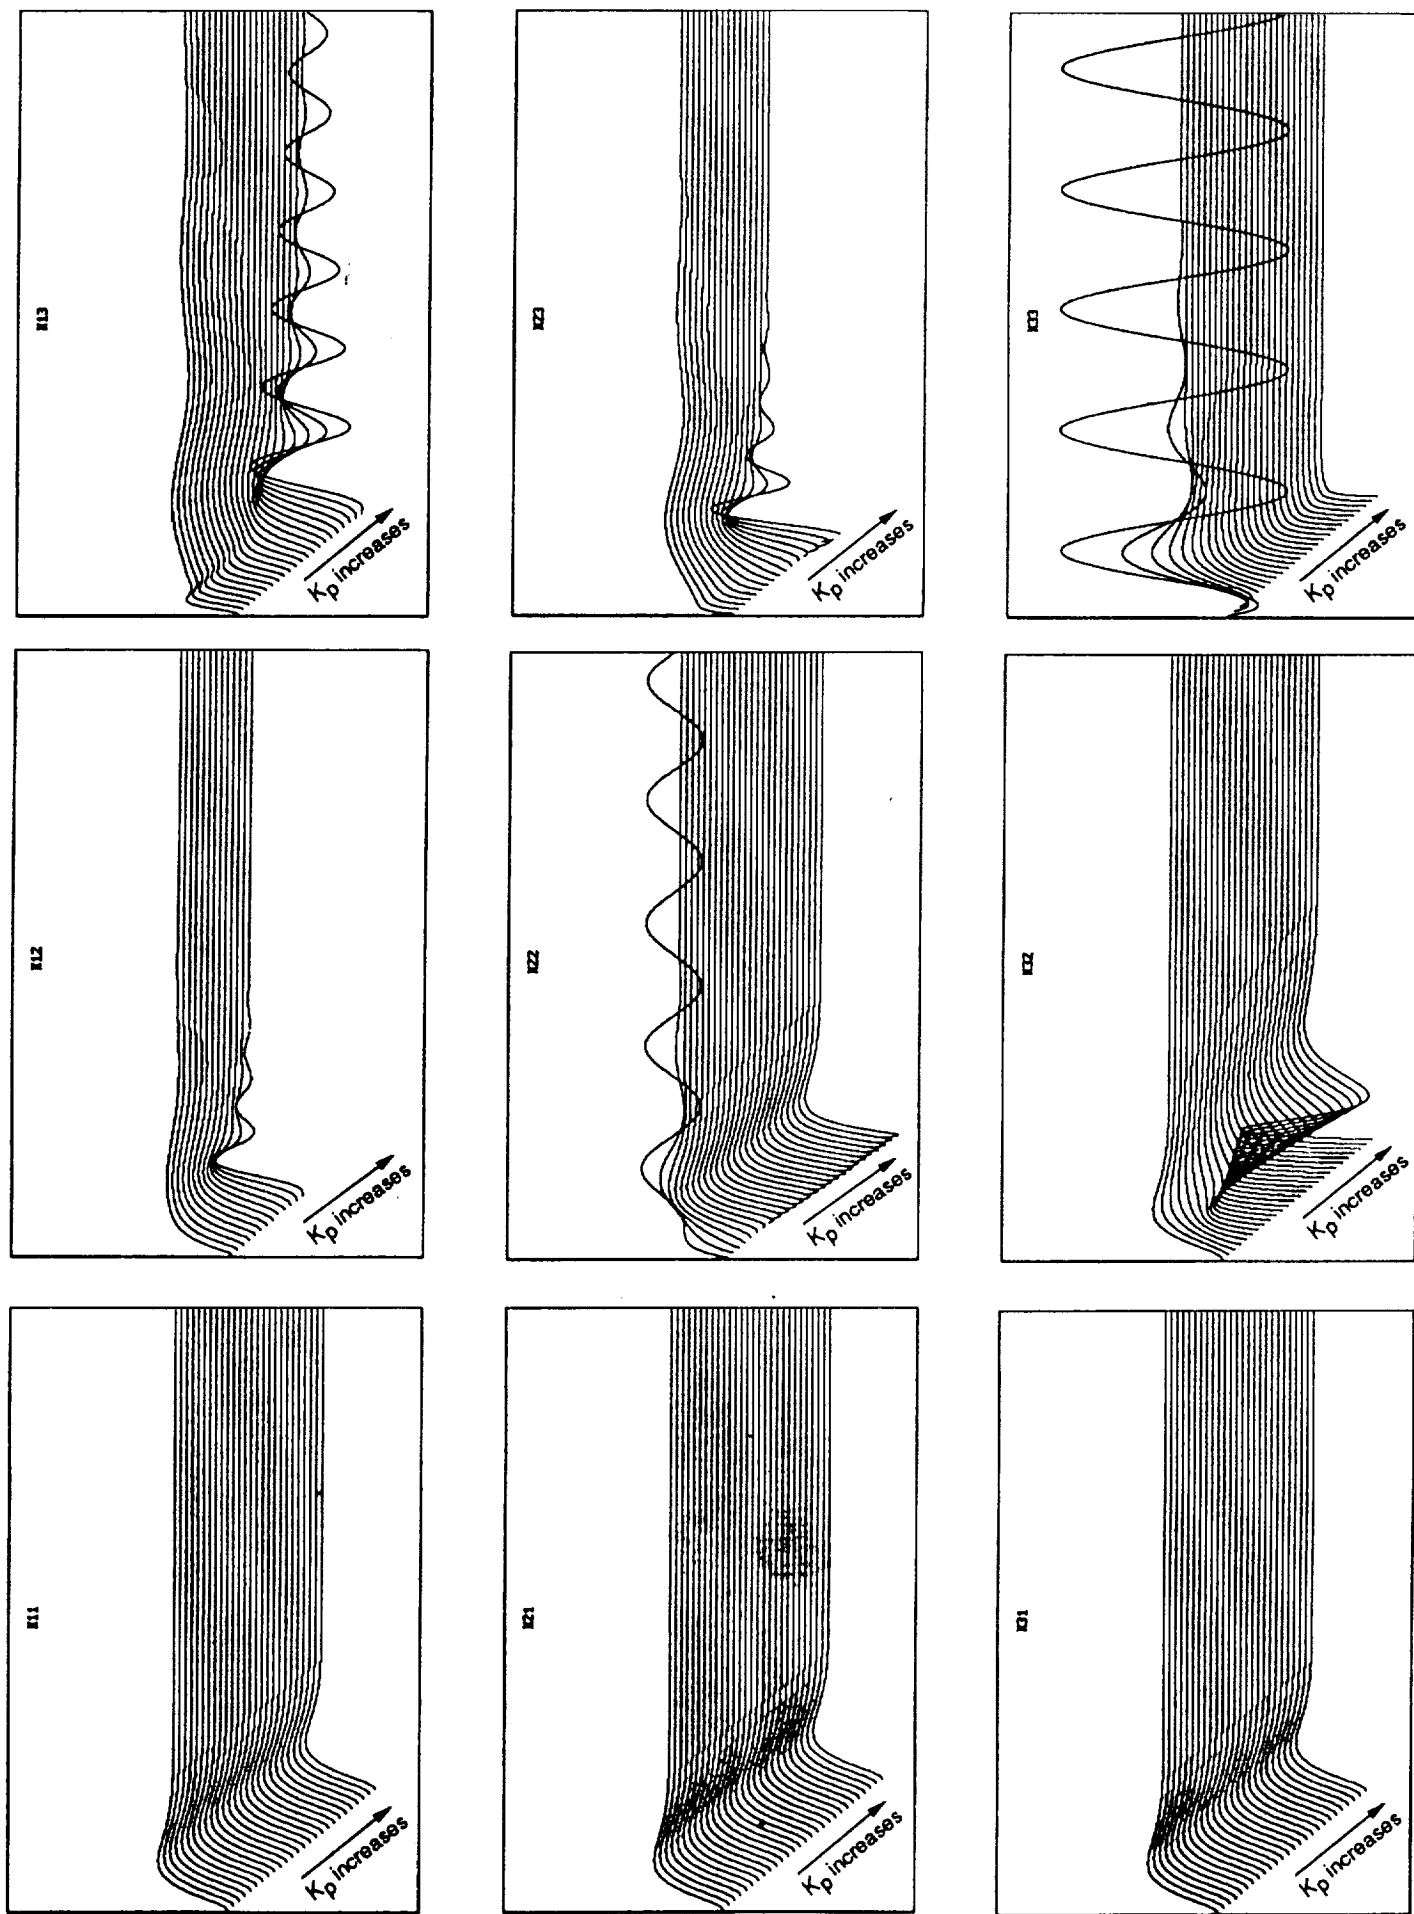 K11
Kp increases
K12
Kp increases
K13
Kp increases
K21
Kp increases
K22
Kp increases
K23
Kp increases
K31
Kp increases
K32
Kp increases
K33
Kp increases